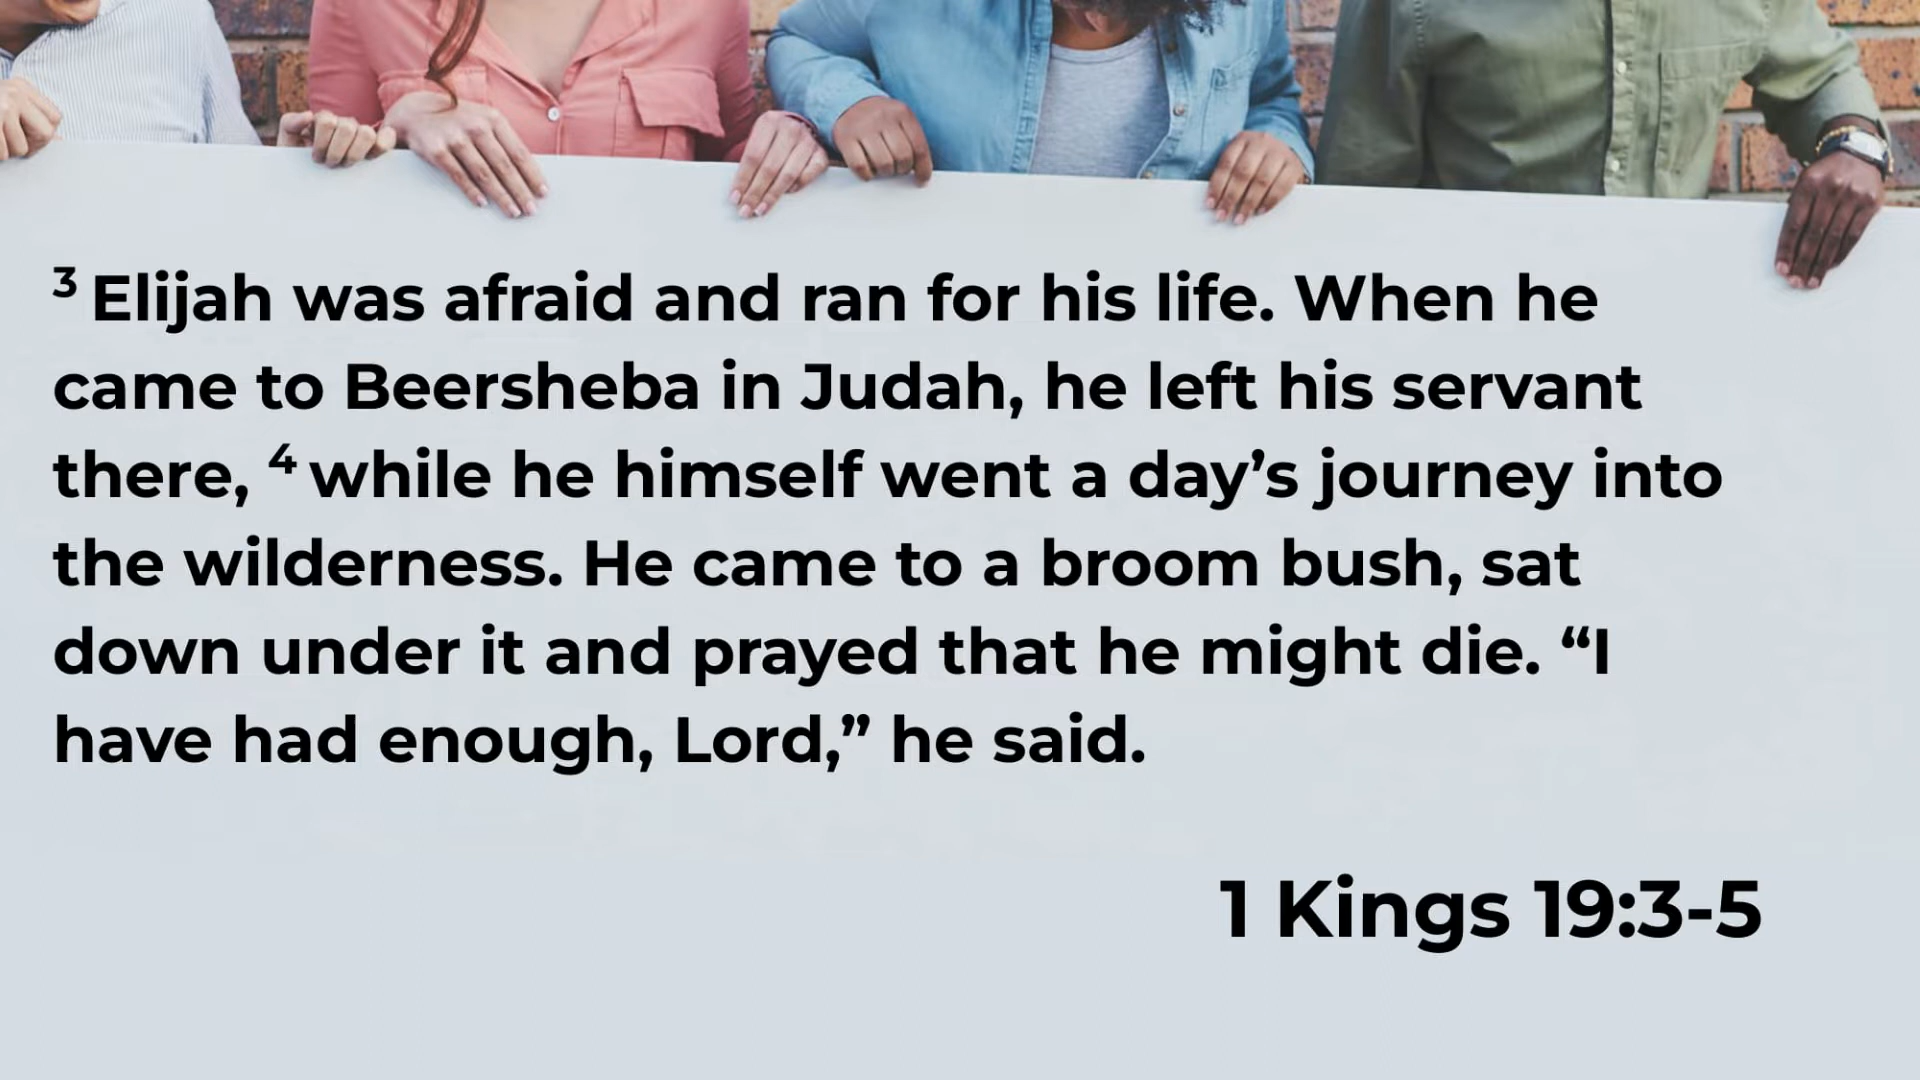 ³ Elijah was afraid and ran for his life. When he
came to Beersheba in Judah, he left his servant
there, ⁴ while he himself went a day’s journey into
the wilderness. He came to a broom bush, sat
down under it and prayed that he might die. “I
have had enough, Lord,” he said.
1 Kings 19:3-5